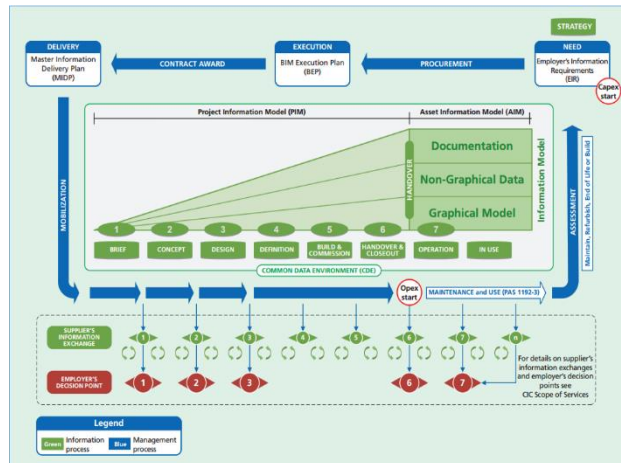 STRATEGY
DELIVERY
Master Information
Delivery Plan
(MIDP)
CONTRACT AWARD
EXECUTION
BIM Execution Plan
(BEP)
PROCUREMENT
NEED
Employer's Information
Requirements
(EIR)
Capex
start
Project Information Model (PIM)
Asset Information Model (AIM)
Documentation
Non-Graphical Data
Graphical Model
HANDOVER
Information Model
MOBILIZATION
ASSESSMENT
Maintain, Refurbish, End of Life or Build
1
2
3
4
5
6
7
BRIEF
CONCEPT
DESIGN
DEFINITION
BUILD &
COMMISSION
HANDOVER &
CLOSEOUT
OPERATION
IN USE
COMMON DATA ENVIRONMENT (CDE)
Opex
start
MAINTENANCE and USE (PAS 1192-3)
SUPPLIER'S
INFORMATION
EXCHANGE
1
2
3
4
5
6
7
n
EMPLOYER'S
DECISION POINT
1
2
3
6
7
For details on supplier's
information exchanges
and employer's decision
points see
CIC Scope of Services
Legend
Green Information
process
Blue Management
process